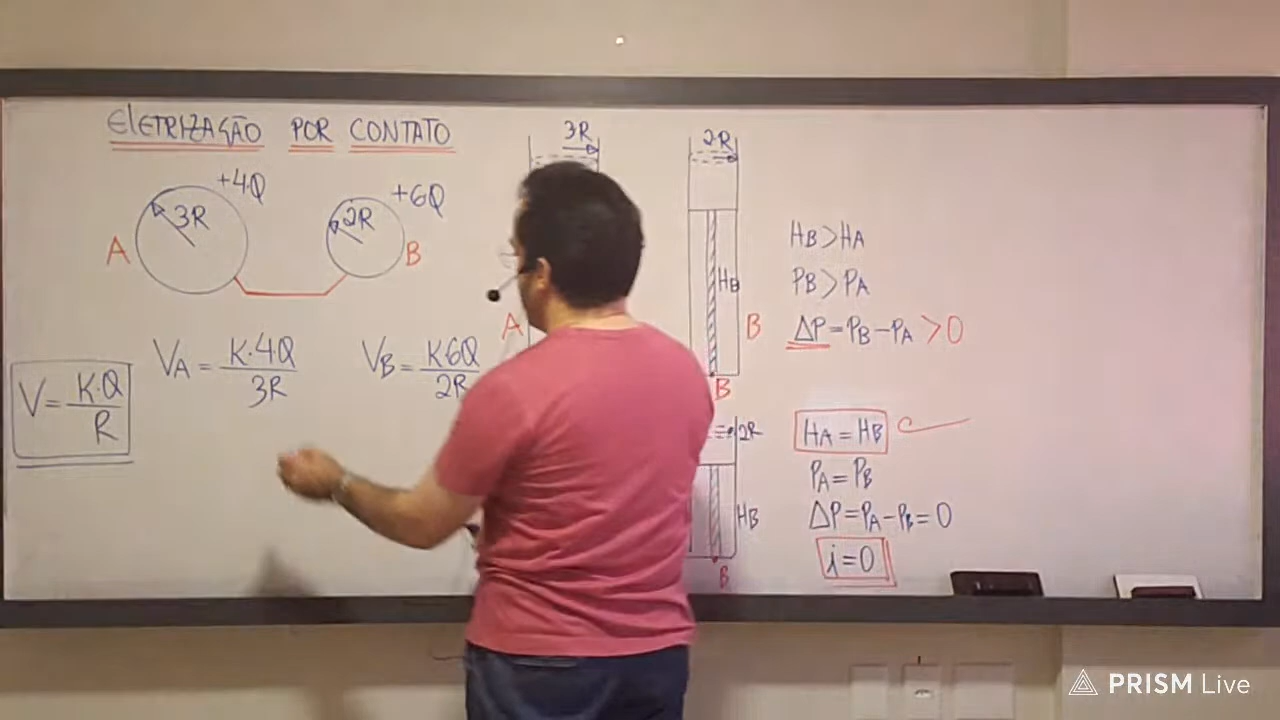 EletRIZAÇÃO POR CONTATO
+4Q
3R
A
+6Q
2R
B
V = K·Q / R
VA = K·4·Q / 3R
VB = K6Q / 2R
3R
A
2R
HB
B
B
2R
HB
B
HB > HA
PB > PA
ΔP = PB – PA > 0
HA = HB
PA = PB
ΔP = PA – PB = 0
i = 0
PRISM Live